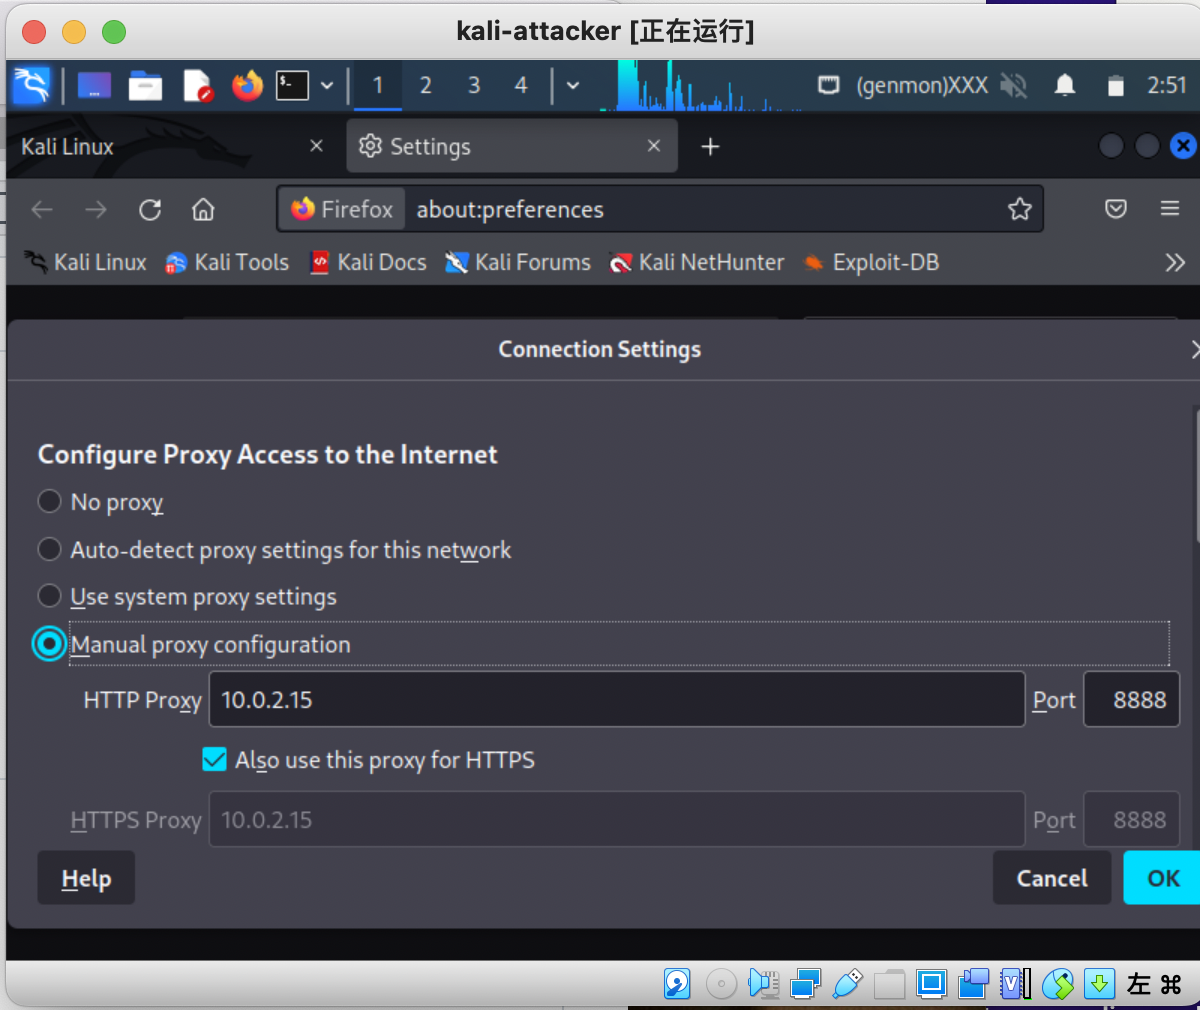 kali-attacker [正在运行]
1 2 3 4 (genmon)XXX 2:51
Kali Linux Settings
Firefox about:preferences
Kali Linux Kali Tools Kali Docs Kali Forums Kali NetHunter Exploit-DB
Connection Settings
Configure Proxy Access to the Internet
No proxy
Auto-detect proxy settings for this network
Use system proxy settings
Manual proxy configuration
HTTP Proxy 10.0.2.15 Port 8888
Also use this proxy for HTTPS
HTTPS Proxy 10.0.2.15 Port 8888
Help Cancel OK
左 ⌘